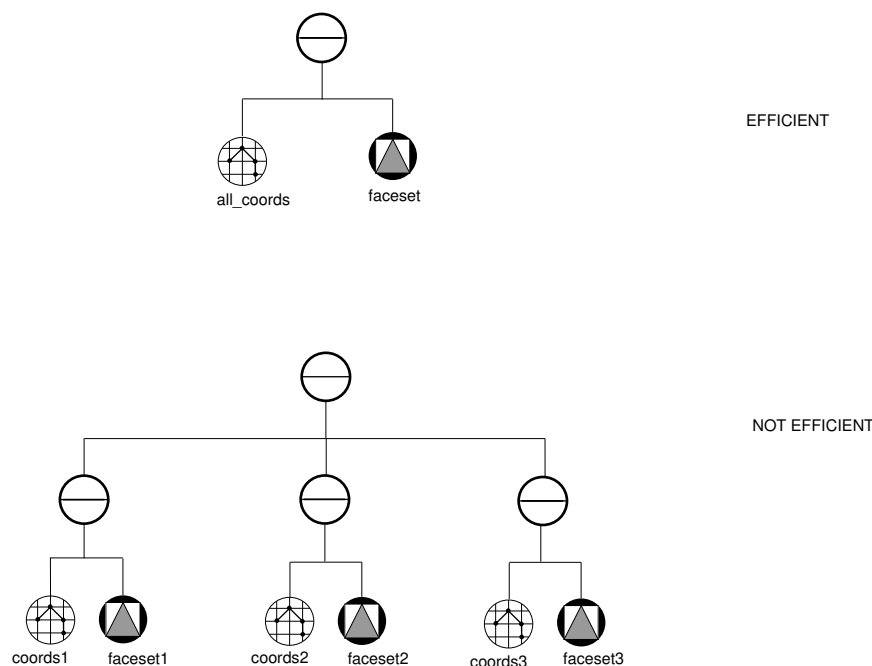 EFFICIENT
all_coords
faceset
NOT EFFICIENT
coords1
faceset1
coords2
faceset2
coords3
faceset3